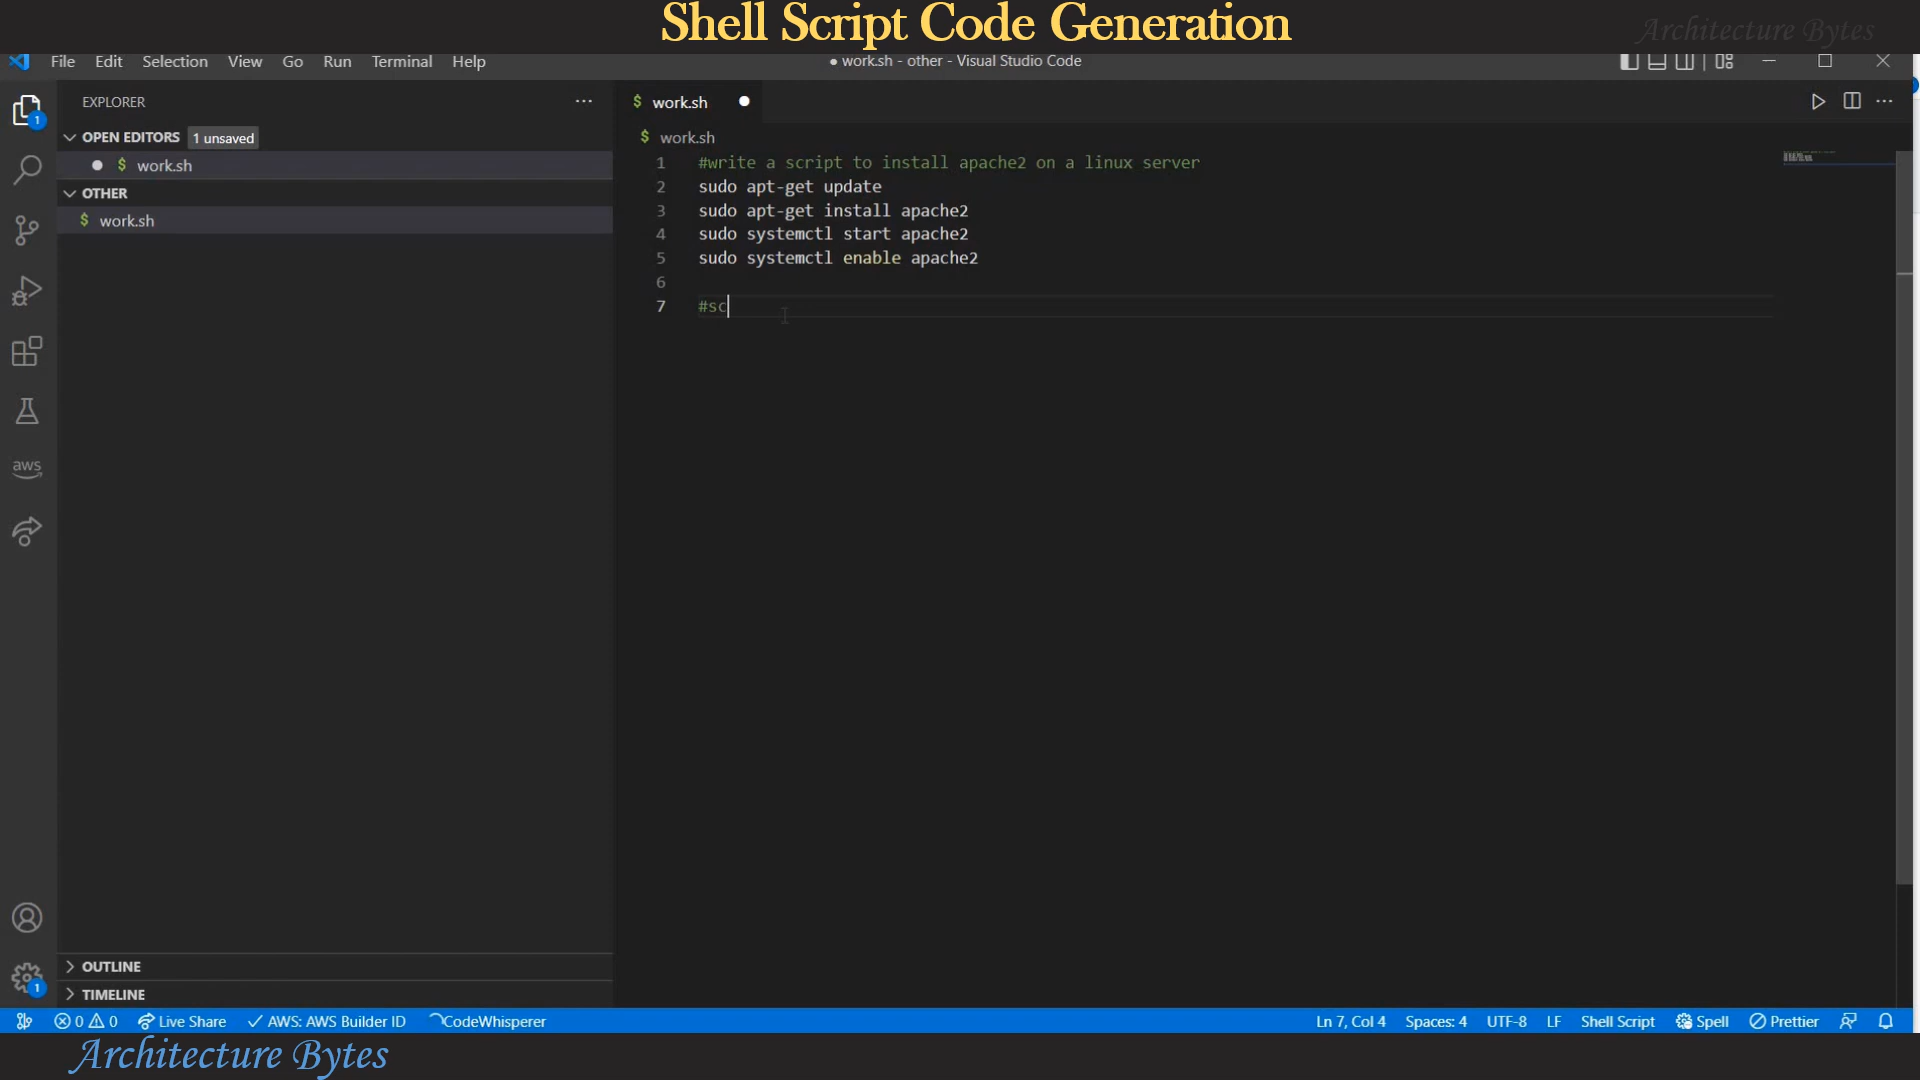 Shell Script Code Generation
Architecture Bytes
File Edit Selection View Go Run Terminal Help
● work.sh - other - Visual Studio Code
EXPLORER
OPEN EDITORS 1 unsaved
$ work.sh
OTHER
$ work.sh
$ work.sh
$ work.sh
1 #write a script to install apache2 on a linux server
2 sudo apt-get update
3 sudo apt-get install apache2
4 sudo systemctl start apache2
5 sudo systemctl enable apache2
6
7 #sc
1
aws
1
OUTLINE
TIMELINE
0 0 Live Share AWS: AWS Builder ID CodeWhisperer Ln 7, Col 4 Spaces: 4 UTF-8 LF Shell Script Spell Prettier
Architecture Bytes